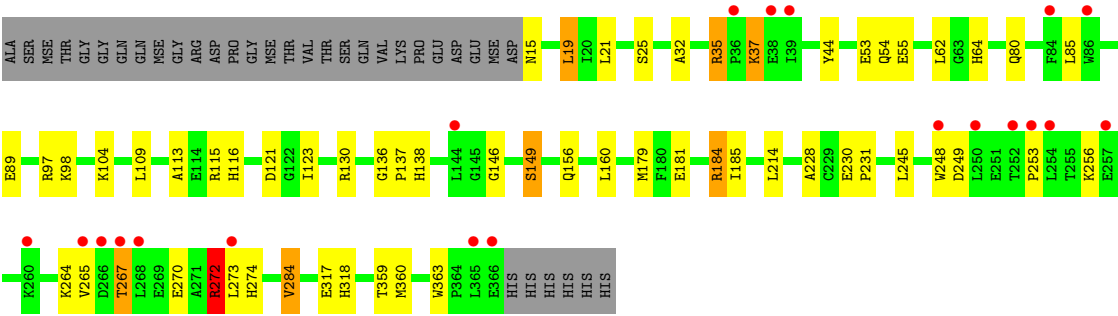 ALA SER MSE THR GLY GLY GLN GLN MSE GLY ARG ASP PRO GLY MSE THR VAL THR SER GLN VAL LYS PRO GLU ASP GLU MSE ASP N15 L19 I20 L21 S25 A32 R35 P36 K37 E38 I39 Y44 E53 Q54 E55 L62 G63 H64 Q80 F84 L85 W86
E89 R97 K98 K104 L109 A113 E114 R115 H116 D121 G122 I123 R130 G136 P137 H138 L144 G145 G146 S149 Q156 L160 M179 F180 E181 R184 I185 L214 A228 C229 E230 P231 L245 W248 D249 L250 E251 T252 P253 L254 T255 K256 E257
K260 K264 V265 D266 T267 L268 E269 E270 A271 R272 L273 H274 V284 E317 H318 T359 M360 W363 P364 L365 E366 HIS HIS HIS HIS HIS HIS